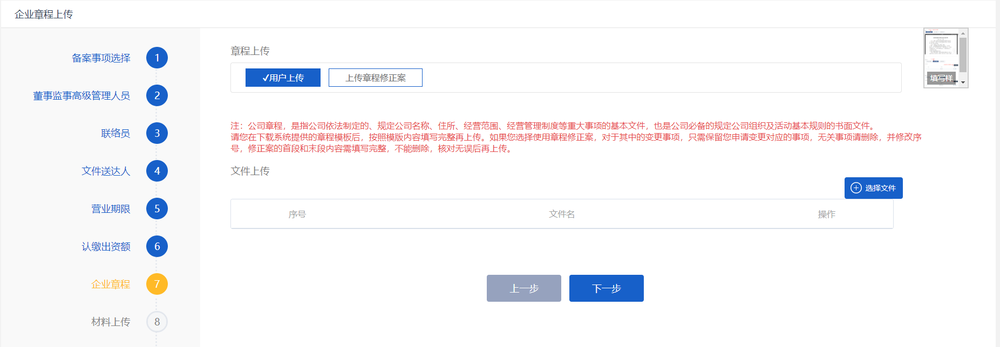 企业章程上传
备案事项选择 1
董事监事高级管理人员 2
联络员 3
文件送达人 4
营业期限 5
认缴出资额 6
企业章程 7
材料上传 8
章程上传
✓用户上传 上传章程修正案
填写样
注：公司章程，是指公司依法制定的、规定公司名称、住所、经营范围、经营管理制度等重大事项的基本文件，也是公司必备的规定公司组织及活动基本规则的书面文件。
请您在下载系统提供的章程模板后，按照模版内容填写完整再上传。如果您选择使用章程修正案，对于其中的变更事项，只需保留您申请变更对应的事项，无关事项请删除，并修改序
号，修正案的首段和末段内容需填写完整，不能删除，核对无误后再上传。
文件上传
选择文件
序号 文件名 操作
上一步 下一步